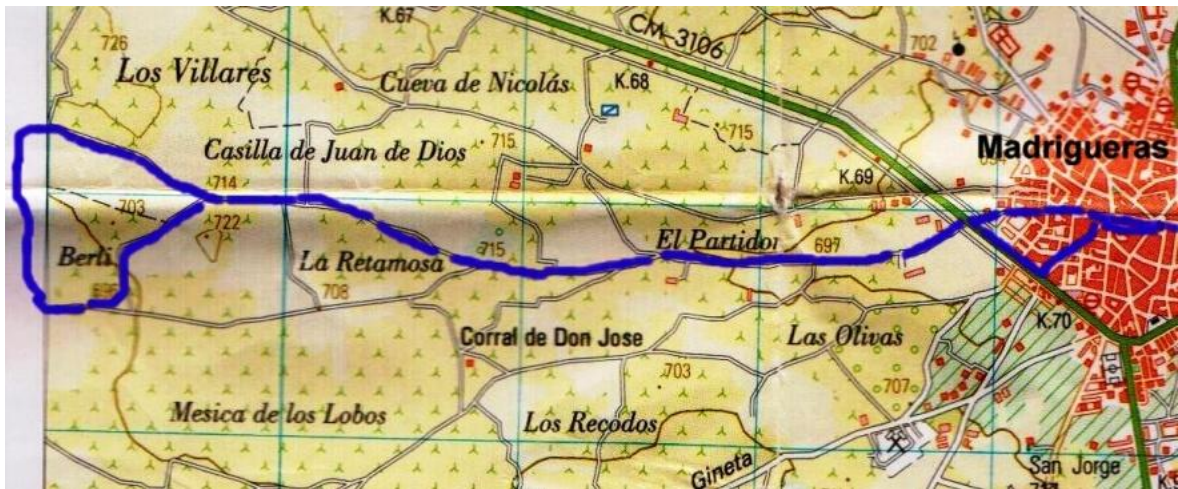 K.67
726
CM-3106
702
Los Villares
Cueva de Nicolás
K.68
715
715
Casilla de Juan de Dios
Madrigueras
K.69
714
703
722
Berli
La Retamosa
715
El Partidor
697
708
K.70
Corral de Don Jose
Las Olivas
703
707
Mesica de los Lobos
Los Recodos
Gineta
San Jorge